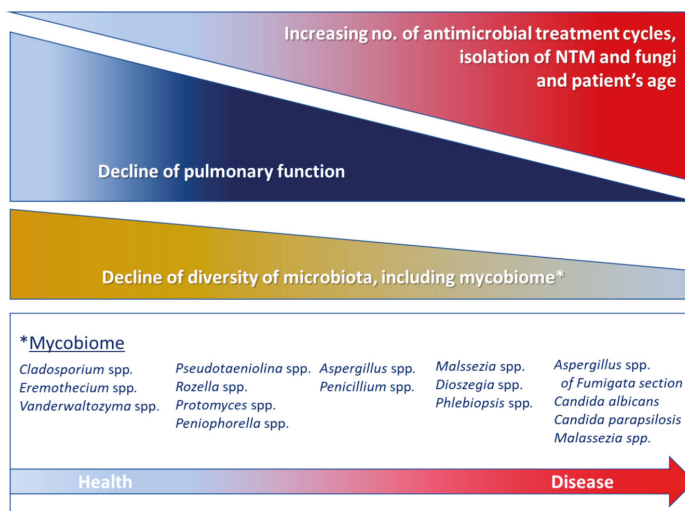 Increasing no. of antimicrobial treatment cycles,
isolation of NTM and fungi
and patient's age
Decline of pulmonary function
Decline of diversity of microbiota, including mycobiome*
*Mycobiome
Cladosporium spp.
Eremothecium spp.
Vanderwaltozyma spp.
Pseudotaeniolina spp.
Rozella spp.
Protomyces spp.
Peniophorella spp.
Aspergillus spp.
Penicillium spp.
Malssezia spp.
Dioszegia spp.
Phlebiopsis spp.
Aspergillus spp.
of Fumigata section
Candida albicans
Candida parapsilosis
Malassezia spp.
Health
Disease